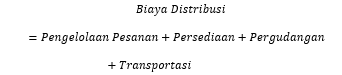 Biaya Distribusi
= Pengelolaan Pesanan + Persediaan + Pergudangan
+ Transportasi